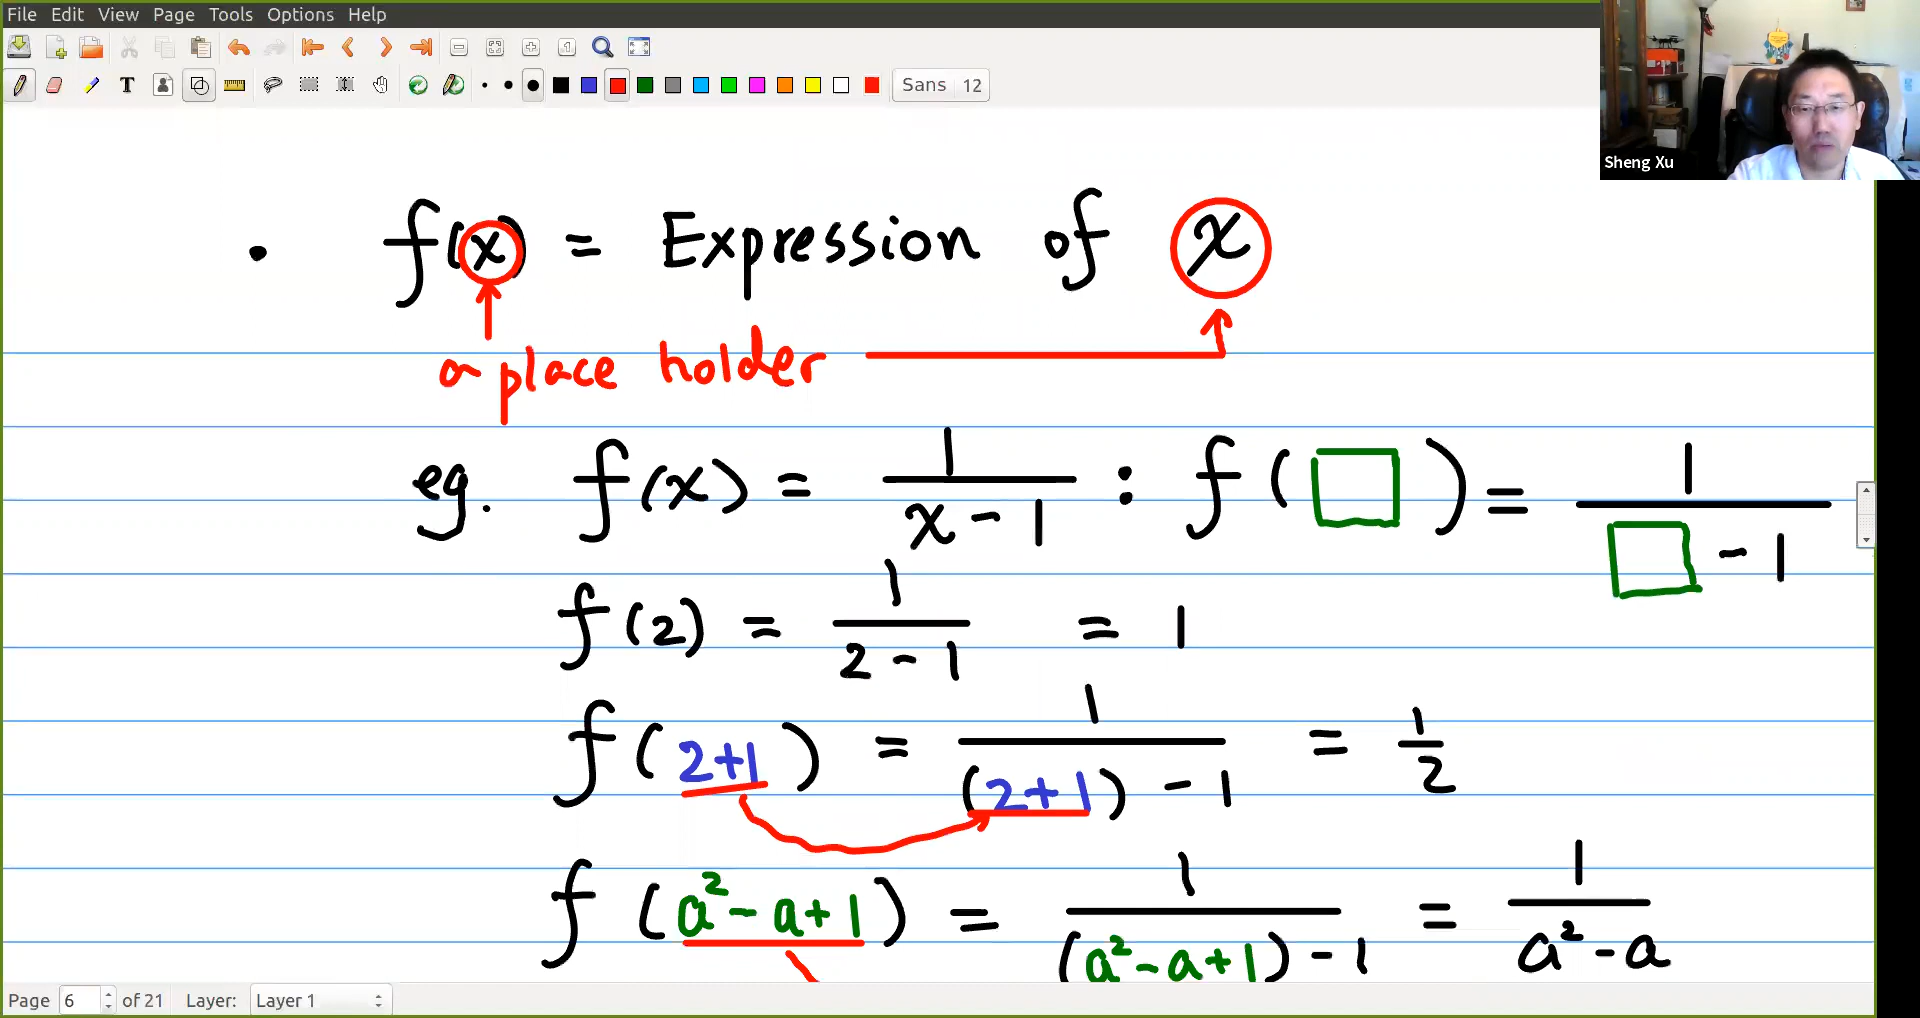 File Edit View Page Tools Options Help
Sans 12
Sheng Xu
• f(x) = Expression of x
a place holder
eg. f(x) = 1/(x - 1) : f(□) = 1/(□ - 1)
f(2) = 1/(2 - 1) = 1
f(2+1) = 1/((2+1) - 1) = 1/2
f(a² - a + 1) = 1/((a² - a + 1) - 1) = 1/(a² - a)
Page 6 of 21 Layer: Layer 1